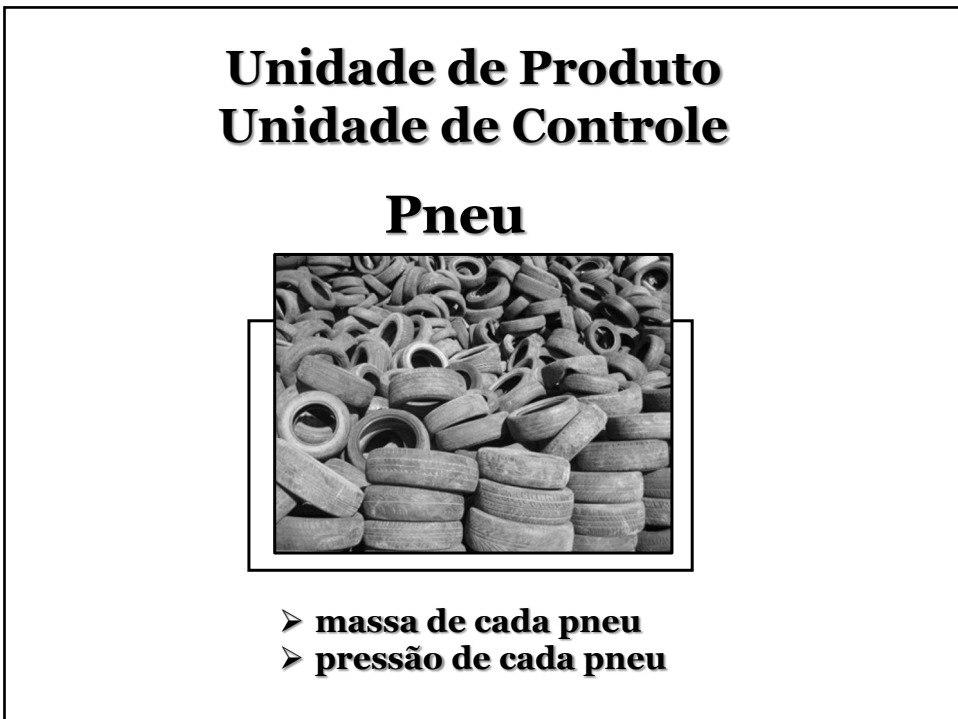 Unidade de Produto
Unidade de Controle
Pneu
➢ massa de cada pneu
➢ pressão de cada pneu